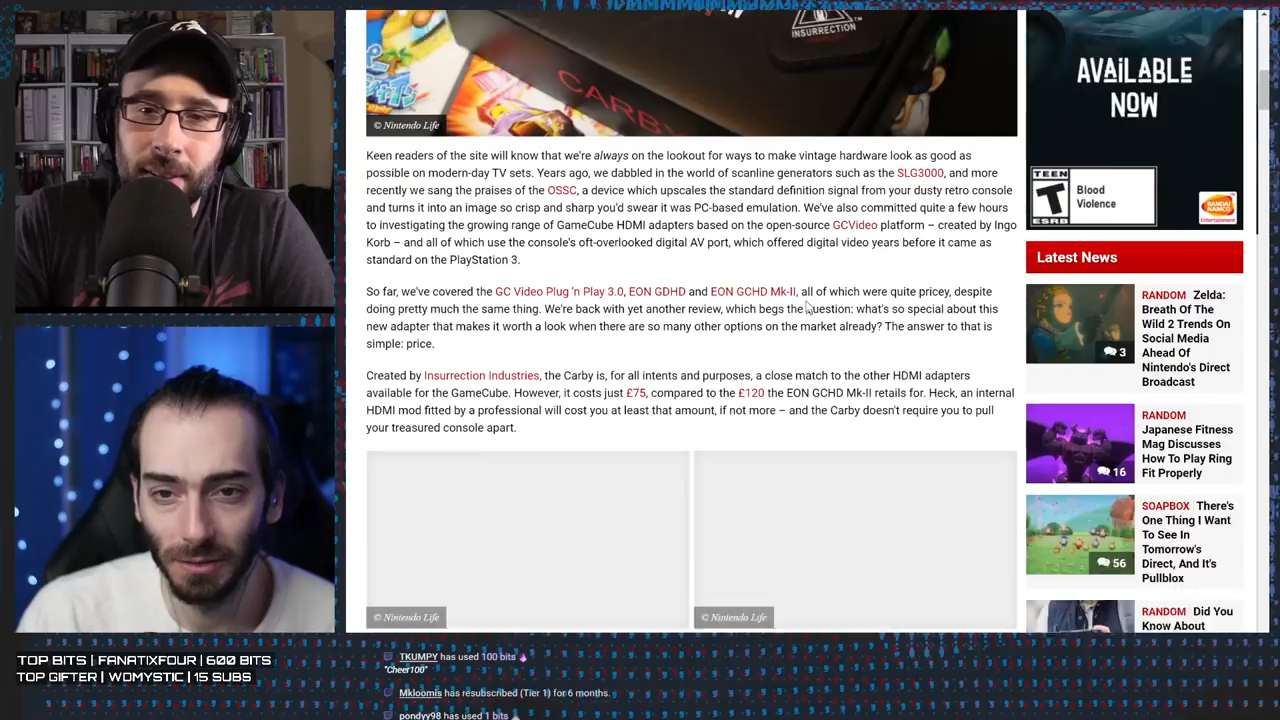 INSURRECTION
CARBY
© Nintendo Life
Keen readers of the site will know that we're always on the lookout for ways to make vintage hardware look as good as
possible on modern-day TV sets. Years ago, we dabbled in the world of scanline generators such as the SLG3000, and more
recently we sang the praises of the OSSC, a device which upscales the standard definition signal from your dusty retro console
and turns it into an image so clean and sharp you'd swear it was PC-based emulation. We've also committed quite a few hours
to investigating the growing range of GameCube HDMI adapters based on the open-source GCVideo platform – created by Ingo
Korb – and all of which use the console's oft-overlooked digital AV port, which offered digital video years before it came as
standard on the PlayStation 3.
So far, we've covered the GC Video Plug 'n Play 3.0, EON GDHD and EON GCHD Mk-II, all of which were quite pricey, despite
doing pretty much the same thing. We're back with yet another review, which begs the question: what's so special about this
new adapter that makes it worth a look when there are so many other options on the market already? The answer to that is
simple: price.
Created by Insurrection Industries, the Carby is, for all intents and purposes, a close match to the other HDMI adapters
available for the GameCube. However, it costs just £75, compared to the £120 the EON GCHD Mk-II retails for. Heck, an internal
HDMI mod fitted by a professional will cost you at least that amount, if not more – and the Carby doesn't require you to pull
your treasured console apart.
© Nintendo Life
© Nintendo Life
AVAILABLE
NOW
TEEN
T
ESRB
Blood
Violence
BANDAI
NAMCO
Entertainment
Latest News
RANDOM Zelda:
Breath Of The
Wild 2 Trends On
Social Media
Ahead Of
Nintendo's Direct
Broadcast
3
RANDOM
Japanese Fitness
Mag Discusses
How To Play Ring
Fit Properly
16
SOAPBOX There's
One Thing I Want
To See In
Tomorrow's
Direct, And It's
Pullblox
56
RANDOM Did You
Know About
TOP BITS | FANATIXFOUR | 600 BITS
TOP GIFTER | WDMYSTIC | 15 SUBS
TKUMPY has used 100 bits
"Cheer100"
Mkloomis has resubscribed (Tier 1) for 6 months.
pondyy98 has used 1 bits